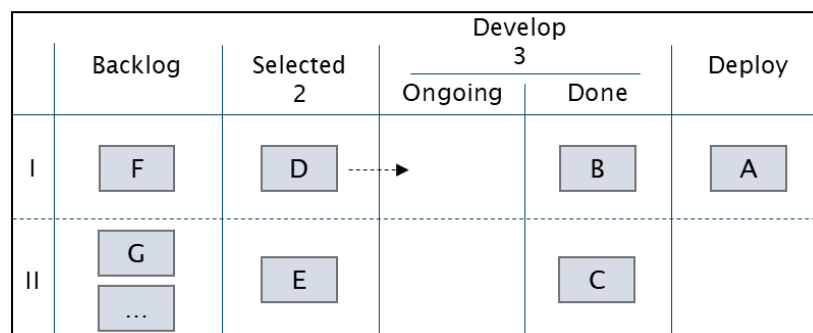 Develop
Backlog Selected 3 Deploy
2 Ongoing Done
I F D B A
G
II E C
...